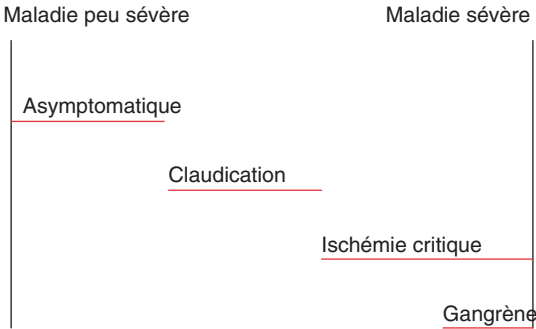 Maladie peu sévère
Maladie sévère
Asymptomatique
Claudication
Ischémie critique
Gangrène